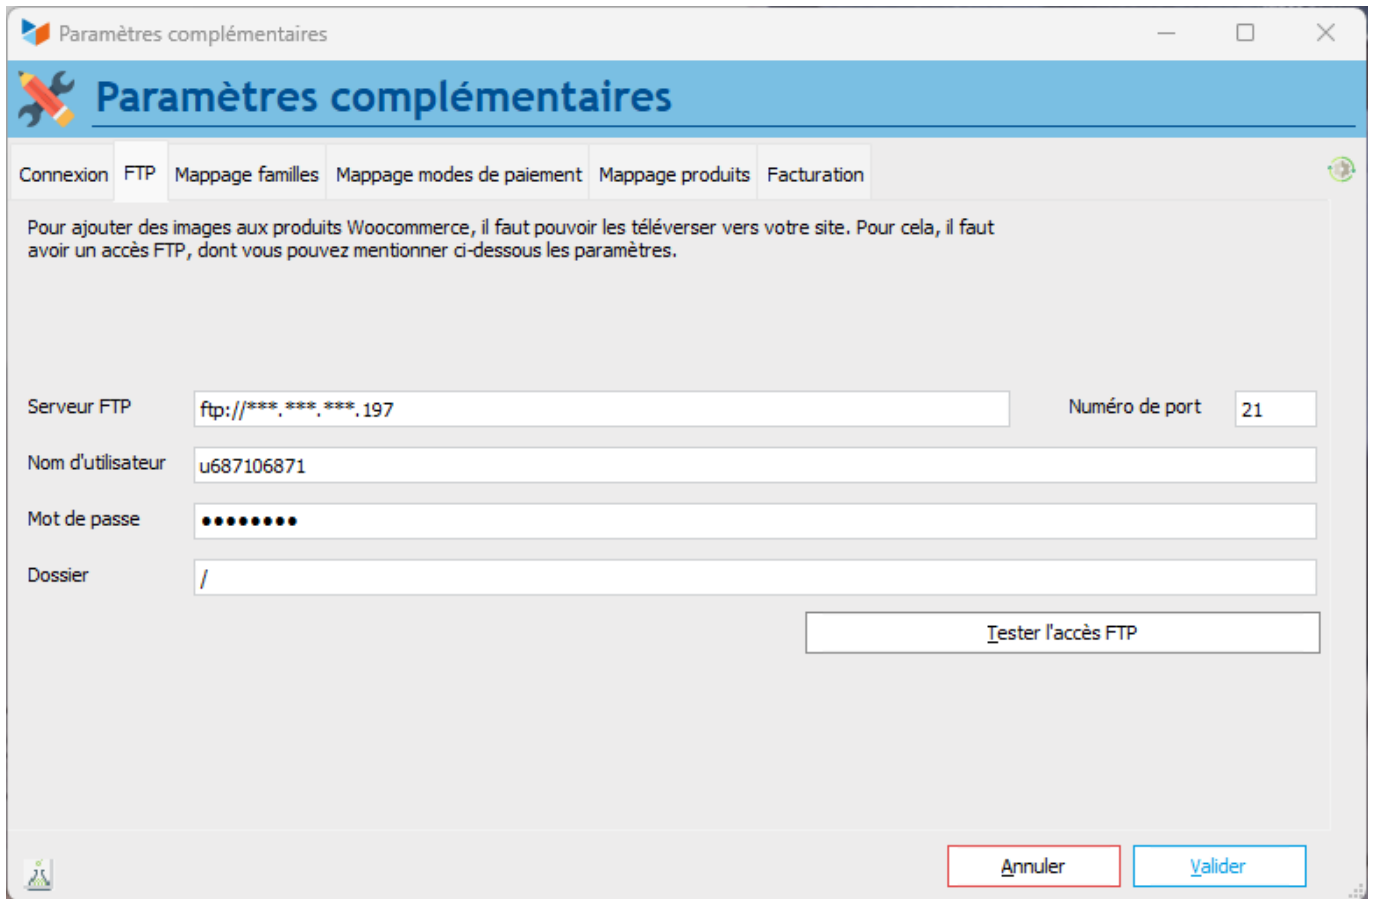 Paramètres complémentaires
Paramètres complémentaires
Connexion FTP Mappage familles Mappage modes de paiement Mappage produits Facturation
Pour ajouter des images aux produits Woocommerce, il faut pouvoir les téléverser vers votre site. Pour cela, il faut
avoir un accès FTP, dont vous pouvez mentionner ci-dessous les paramètres.
Serveur FTP ftp://***.***.***.197 Numéro de port 21
Nom d'utilisateur u687106871
Mot de passe ●●●●●●●●
Dossier /
Tester l'accès FTP
Annuler Valider